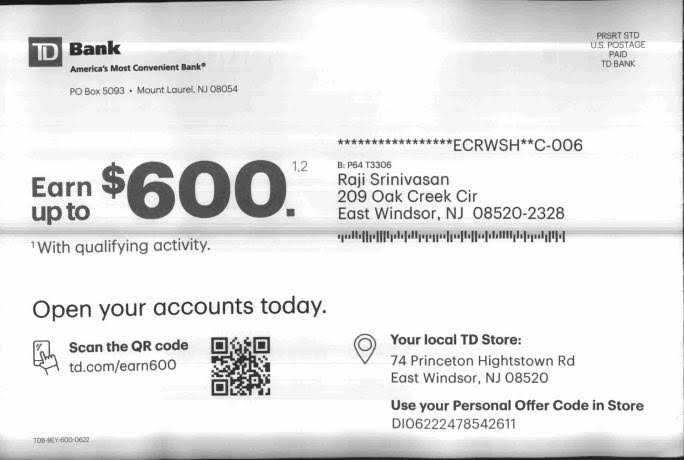 TD Bank
America's Most Convenient Bank®
PO Box 5093 • Mount Laurel, NJ 08054
PRSRT STD
U.S. POSTAGE
PAID
TD BANK
Earn up to $600.1,2
1With qualifying activity.
*****************ECRWSH**C-006
B: P64 T3306
Raji Srinivasan
209 Oak Creek Cir
East Windsor, NJ 08520-2328
Open your accounts today.
Scan the QR code
td.com/earn600
Your local TD Store:
74 Princeton Hightstown Rd
East Windsor, NJ 08520
Use your Personal Offer Code in Store
DI06222478542611
TDB-BEY-600-0622